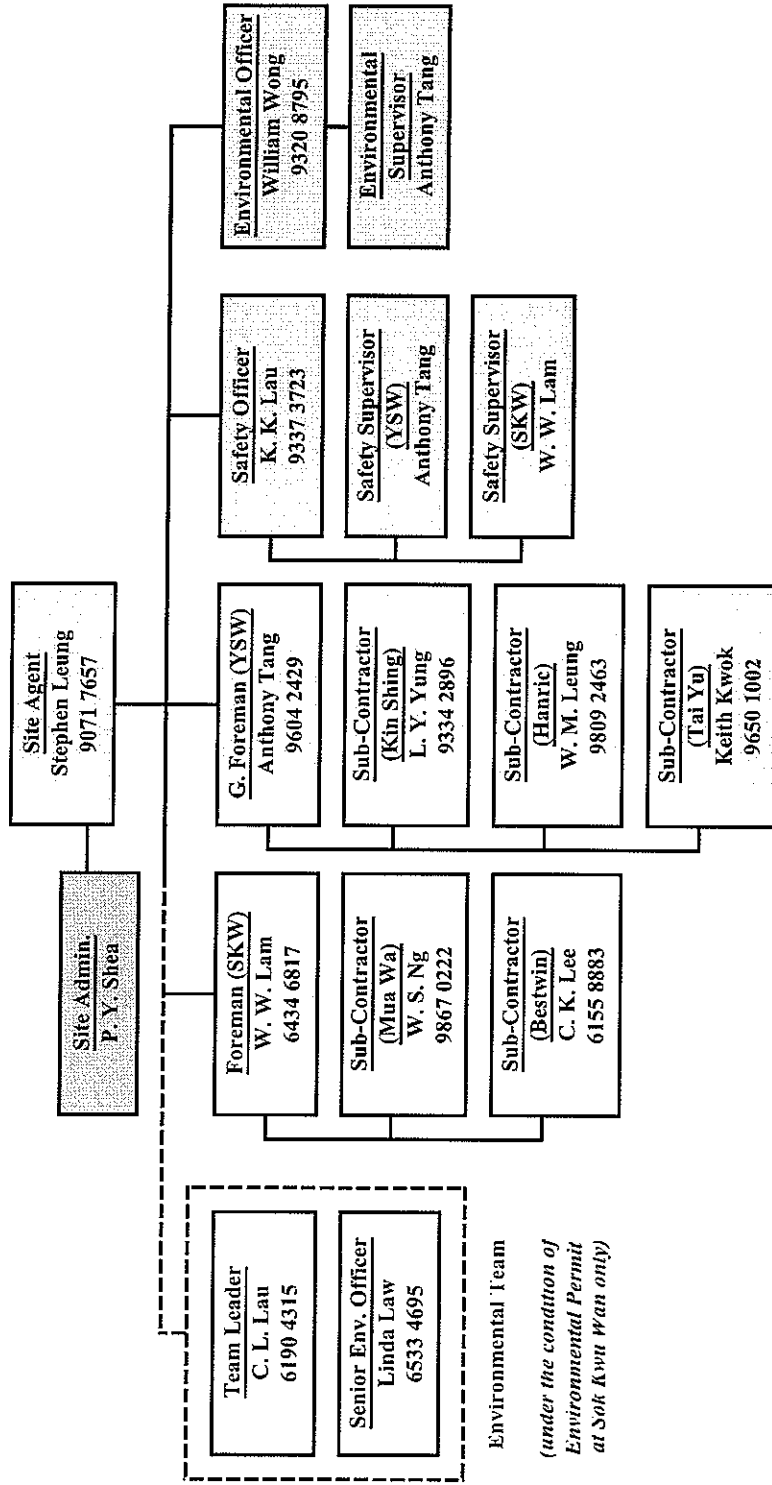 Site Agent
Stephen Leung
9071 7657
Site Admin.
P. Y. Shea
Team Leader
C. L. Lau
6190 4315
Senior Env. Officer
Linda Law
6533 4695
Environmental Team
(under the condition of
Environmental Permit
at Sok Kwu Wan only)
Foreman (SKW)
W. W. Lam
6434 6817
Sub-Contractor
(Mua Wa)
W. S. Ng
9867 0222
Sub-Contractor
(Bestwin)
C. K. Lee
6155 8883
G. Foreman (YSW)
Anthony Tang
9604 2429
Sub-Contractor
(Kin Shing)
L. Y. Yung
9334 2896
Sub-Contractor
(Hanric)
W. M. Leung
9809 2463
Sub-Contractor
(Tai Yu)
Keith Kwok
9650 1002
Safety Officer
K. K. Lau
9337 3723
Safety Supervisor
(YSW)
Anthony Tang
Safety Supervisor
(SKW)
W. W. Lam
Environmental Officer
William Wong
9320 8795
Environmental
Supervisor
Anthony Tang